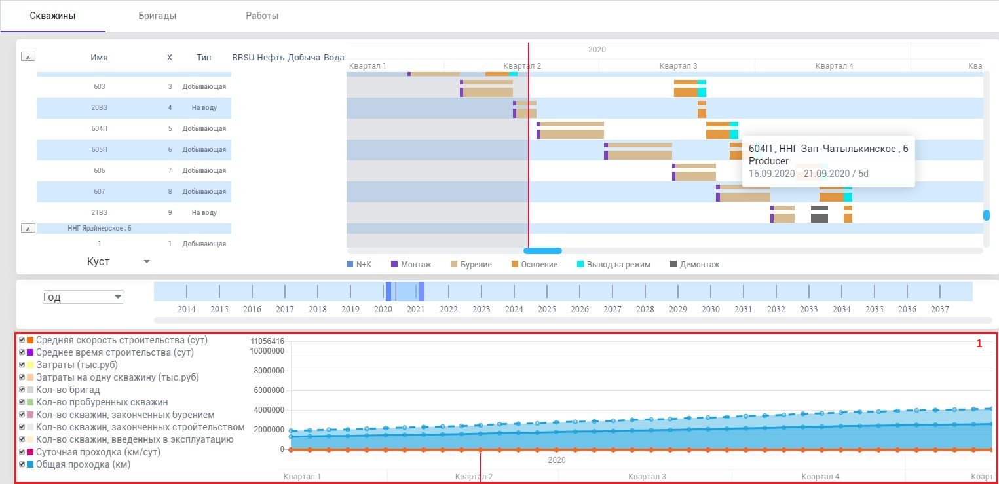 Скважины Бригады Работы
2020
ʌ Имя X Тип RRSU Нефть Добыча Вода
Квартал 1 Квартал 2 Квартал 3 Квартал 4 Ква
603 3 Добывающая
20ВЗ 4 На воду
604П 5 Добывающая
605П 6 Добывающая
604П , ННГ Зап-Чатылькинское , 6
Producer
16.09.2020 - 21.09.2020 / 5d
606 7 Добывающая
607 8 Добывающая
21ВЗ 9 На воду
ʌ ННГ Ярайнерское , 6
1 1 Добывающая
Куст
N+K Монтаж Бурение Освоение Вывод на режим Демонтаж
Год
2014 2015 2016 2017 2018 2019 2020 2021 2022 2023 2024 2025 2026 2027 2028 2029 2030 2031 2032 2033 2034 2035 2036 2037
1
Средняя скорость строительства (сут)
Среднее время строительства (сут)
Затраты (тыс.руб)
Затраты на одну скважину (тыс.руб)
Кол-во бригад
Кол-во пробуренных скважин
Кол-во скважин, законченных бурением
Кол-во скважин, законченных стройтельством
Кол-во скважин, введенных в эксплуатацию
Суточная проходка (км/сут)
Общая проходка (км)
11056416
10000000
8000000
6000000
4000000
2000000
0
2020
Квартал 1 Квартал 2 Квартал 3 Квартал 4 Кварт